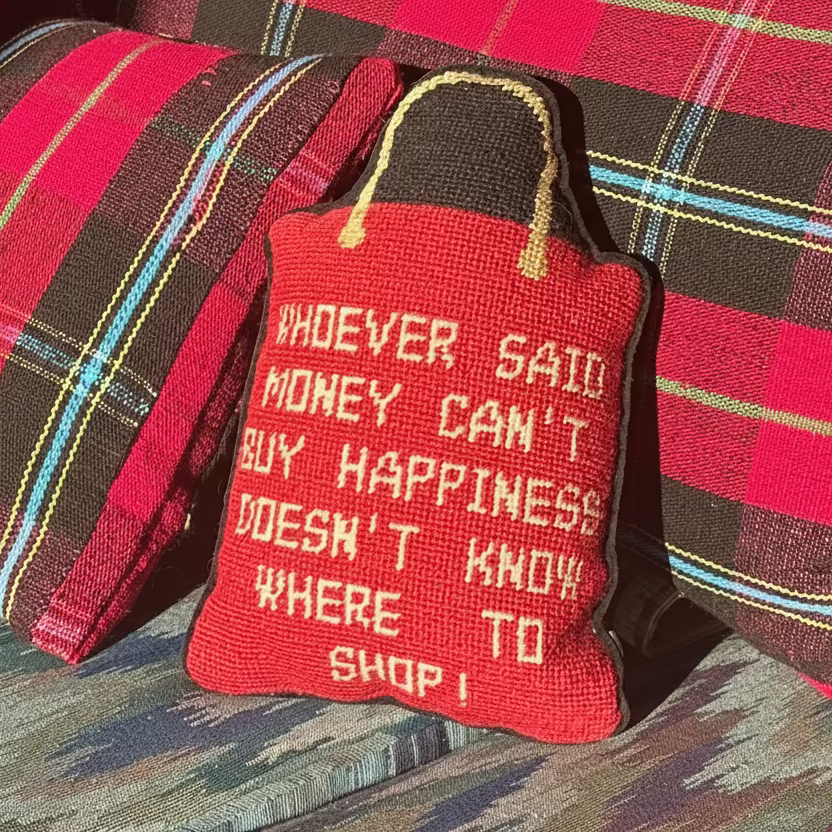 WHOEVER SAID
MONEY CAN'T
BUY HAPPINESS
DOESN'T KNOW
WHERE TO
SHOP!